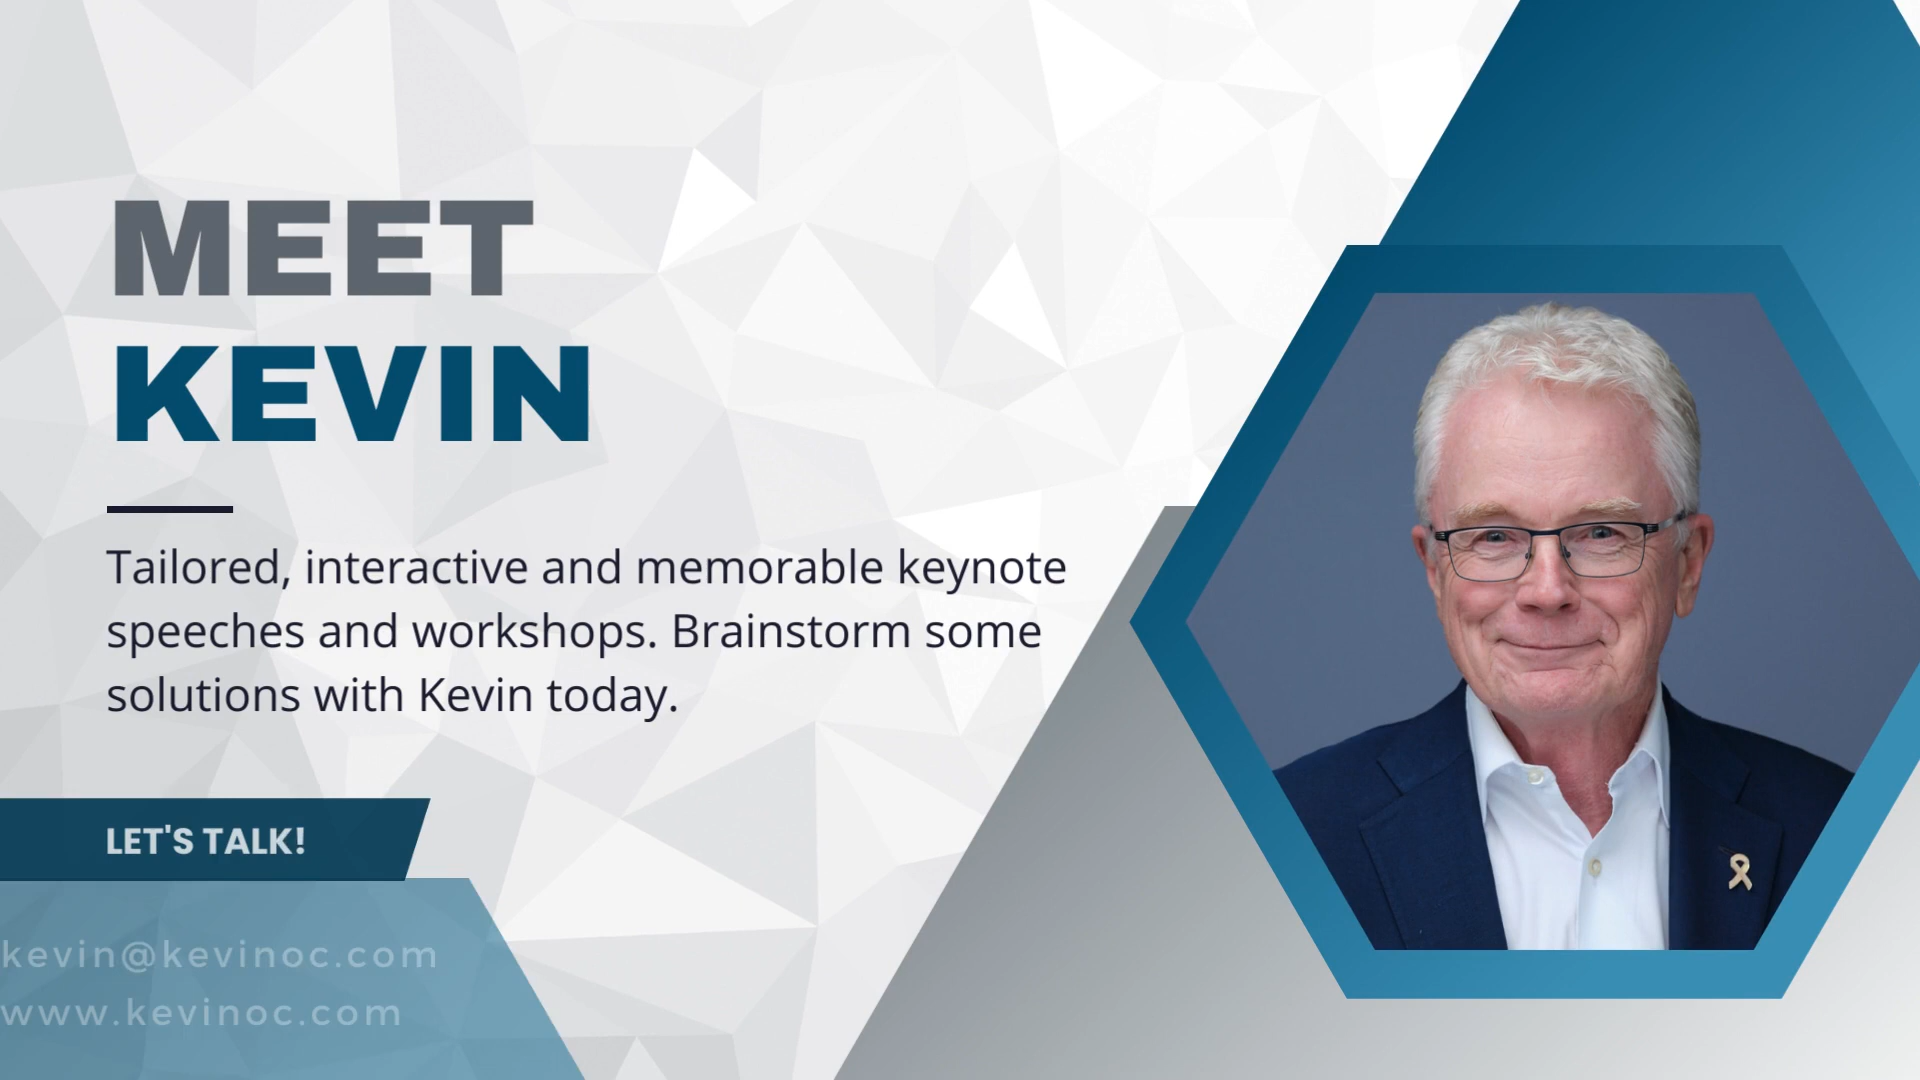 MEET
KEVIN
Tailored, interactive and memorable keynote
speeches and workshops. Brainstorm some
solutions with Kevin today.
LET'S TALK!
kevin@kevinoc.com
www.kevinoc.com